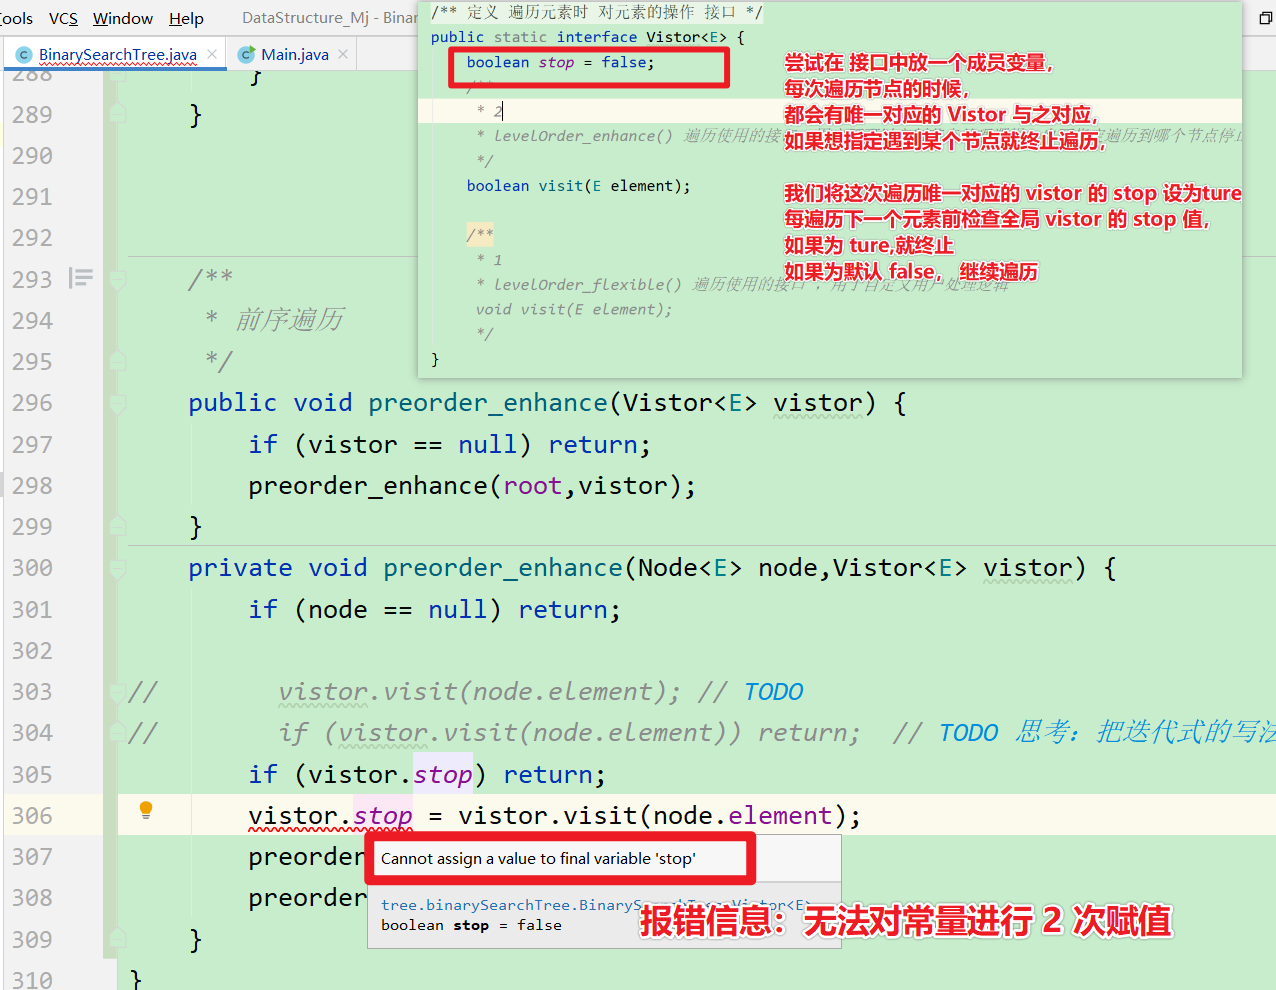 ools VCS Window Help DataStructure_Mj - Binar
BinarySearchTree.java × Main.java ×
/** 定义 遍历元素时 对元素的操作 接口 */
public static interface Vistor<E> {
boolean stop = false;
/**
* 2
* levelOrder_enhance() 遍历使用的接 遍历到哪个节点停止
*/
boolean visit(E element);
/**
* 1
* levelOrder_flexible() 遍历使用的接口 ，用于自定义用户处理逻辑
void visit(E element);
*/
}
尝试在 接口中放一个成员变量，
每次遍历节点的时候，
都会有唯一对应的 Vistor 与之对应，
如果想指定遇到某个节点就终止遍历，
我们将这次遍历唯一对应的 vistor 的 stop 设为ture
每遍历下一个元素前检查全局 vistor 的 stop 值，
如果为 ture,就终止
如果为默认 false， 继续遍历
288 }
289 }
290
291
292
293 /**
294 * 前序遍历
295 */
296 public void preorder_enhance(Vistor<E> vistor) {
297 if (vistor == null) return;
298 preorder_enhance(root,vistor);
299 }
300 private void preorder_enhance(Node<E> node,Vistor<E> vistor) {
301 if (node == null) return;
302
303 // vistor.visit(node.element); // TODO
304 // if (vistor.visit(node.element)) return; // TODO 思考：把迭代式的写法
305 if (vistor.stop) return;
306 vistor.stop = vistor.visit(node.element);
307 preorder
Cannot assign a value to final variable 'stop'
308 preorder
tree.binarySearchTree.BinarySearchTree.Vistor<E>
boolean stop = false
报错信息：无法对常量进行 2 次赋值
309 }
310 }